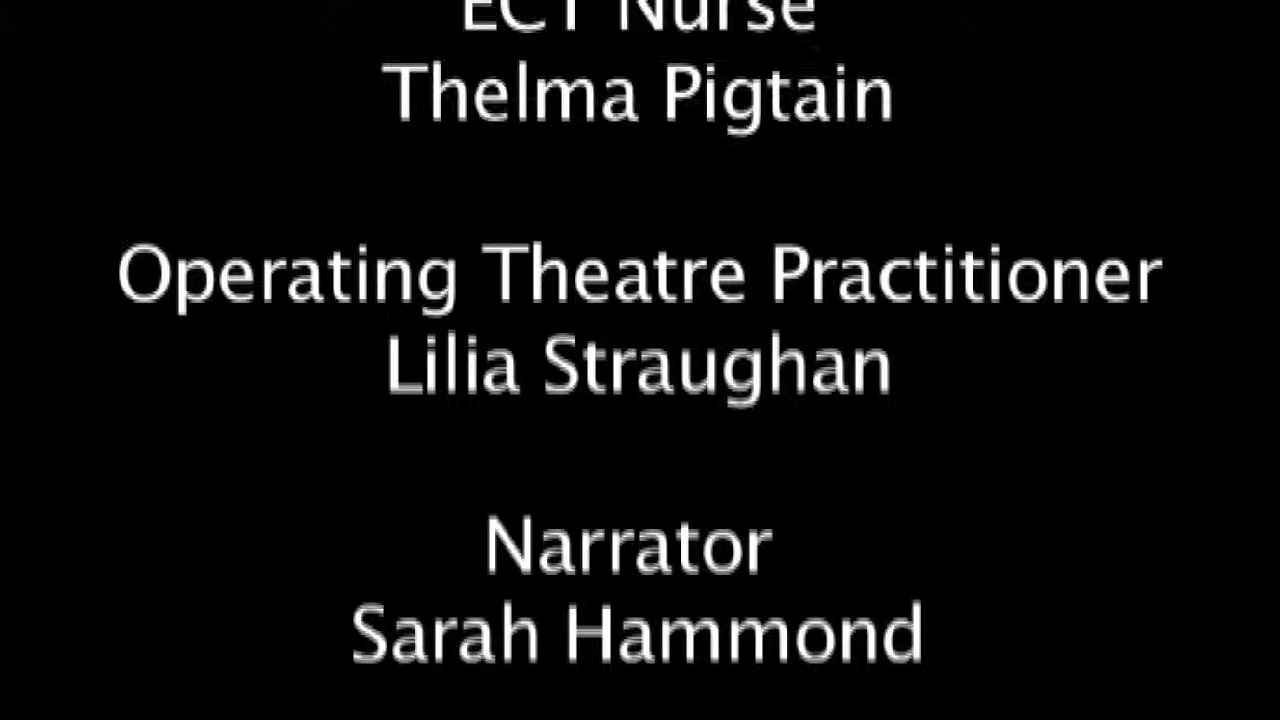 ECT Nurse
Thelma Pigtain
Operating Theatre Practitioner
Lilia Straughan
Narrator
Sarah Hammond